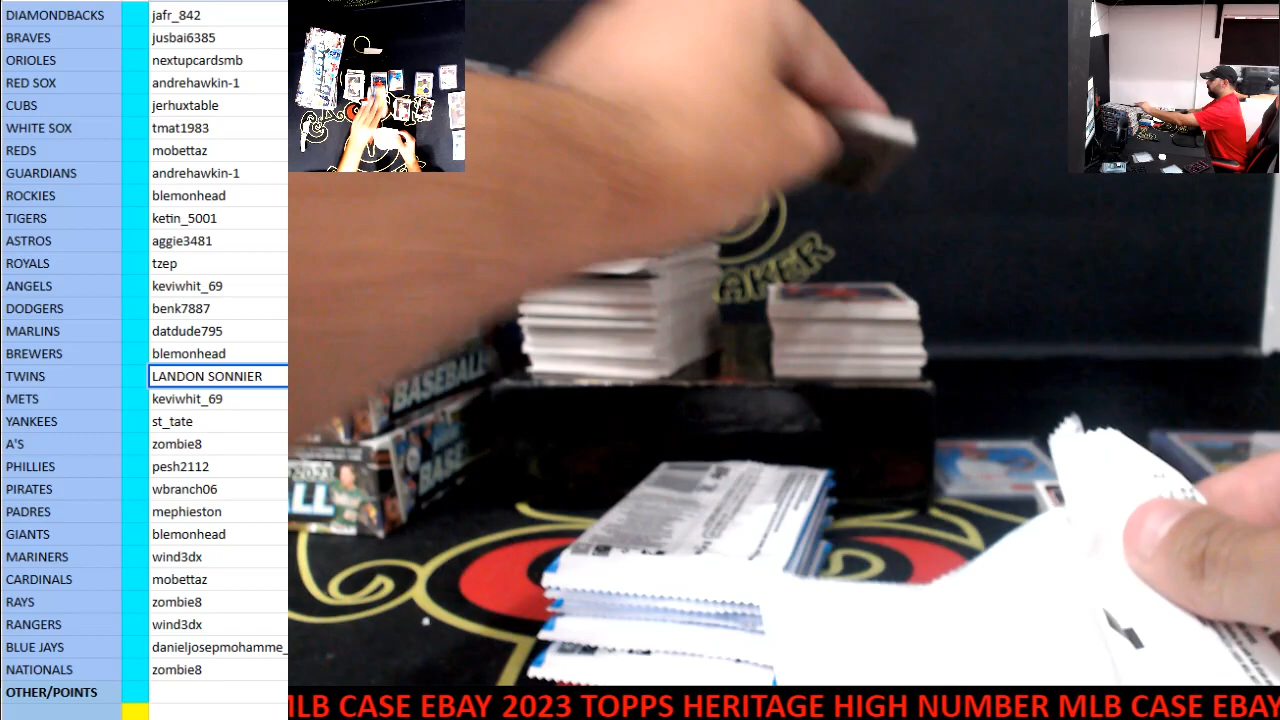 DIAMONDBACKS jafr_842
BRAVES jusbai6385
ORIOLES nextupcardsmb
RED SOX andrehawkin-1
CUBS jerhuxtable
WHITE SOX tmat1983
REDS mobettaz
GUARDIANS andrehawkin-1
ROCKIES blemonhead
TIGERS ketin_5001
ASTROS aggie3481
ROYALS tzep
ANGELS keviwhit_69
DODGERS benk7887
MARLINS datdude795
BREWERS blemonhead
TWINS LANDON SONNIER
METS keviwhit_69
YANKEES st_tate
A'S zombie8
PHILLIES pesh2112
PIRATES wbranch06
PADRES mephieston
GIANTS blemonhead
MARINERS wind3dx
CARDINALS mobettaz
RAYS zombie8
RANGERS wind3dx
BLUEJAYS danieljosepmohamme_
NATIONALS zombie8
OTHER/POINTS
BASEBALL
MLB CASE EBAY 2023 TOPPS HERITAGE HIGH NUMBER MLB CASE EBAY